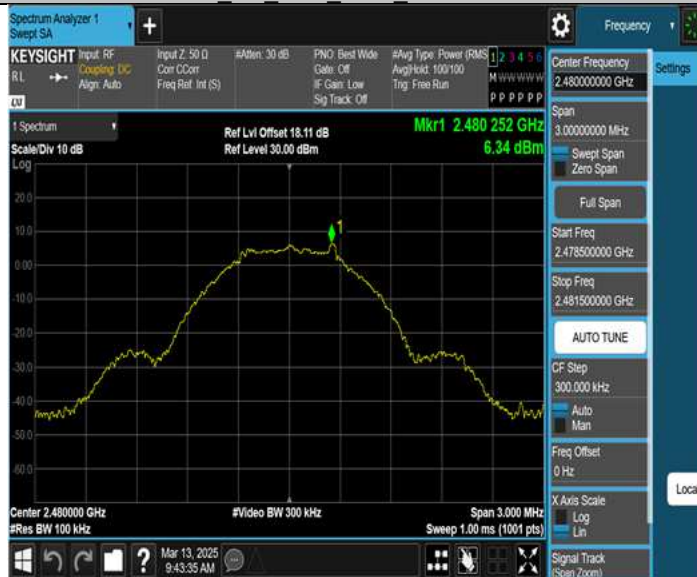 Spectrum Analyzer 1
Swept SA
+
Frequency
KEYSIGHT
R L
Input: RF
Coupling: DC
Align: Auto
Input Z: 50 Ω
Corr CCorr
Freq Ref: Int (S)
#Atten: 30 dB
PNO: Best Wide
Gate: Off
IF Gain: Low
Sig Track: Off
#Avg Type: Power (RMS
Avg|Hold: 100/100
Trig: Free Run
1 2 3 4 5 6
M W W W W W
P P P P P P
1 Spectrum
Scale/Div 10 dB
Ref Lvl Offset 18.11 dB
Ref Level 30.00 dBm
Mkr1 2.480 252 GHz
6.34 dBm
Log
20.0
10.0
0.00
-10.0
-20.0
-30.0
-40.0
-50.0
-60.0
1
Center 2.480000 GHz
#Res BW 100 kHz
#Video BW 300 kHz
Span 3.000 MHz
Sweep 1.00 ms (1001 pts)
Mar 13, 2025
9:43:35 AM
?
Center Frequency
2.480000000 GHz
Settings
Span
3.00000000 MHz
Swept Span
Zero Span
Full Span
Start Freq
2.478500000 GHz
Stop Freq
2.481500000 GHz
AUTO TUNE
CF Step
300.000 kHz
Auto
Man
Freq Offset
0 Hz
X Axis Scale
Log
Lin
Loca
Signal Track
(Span Zoom)